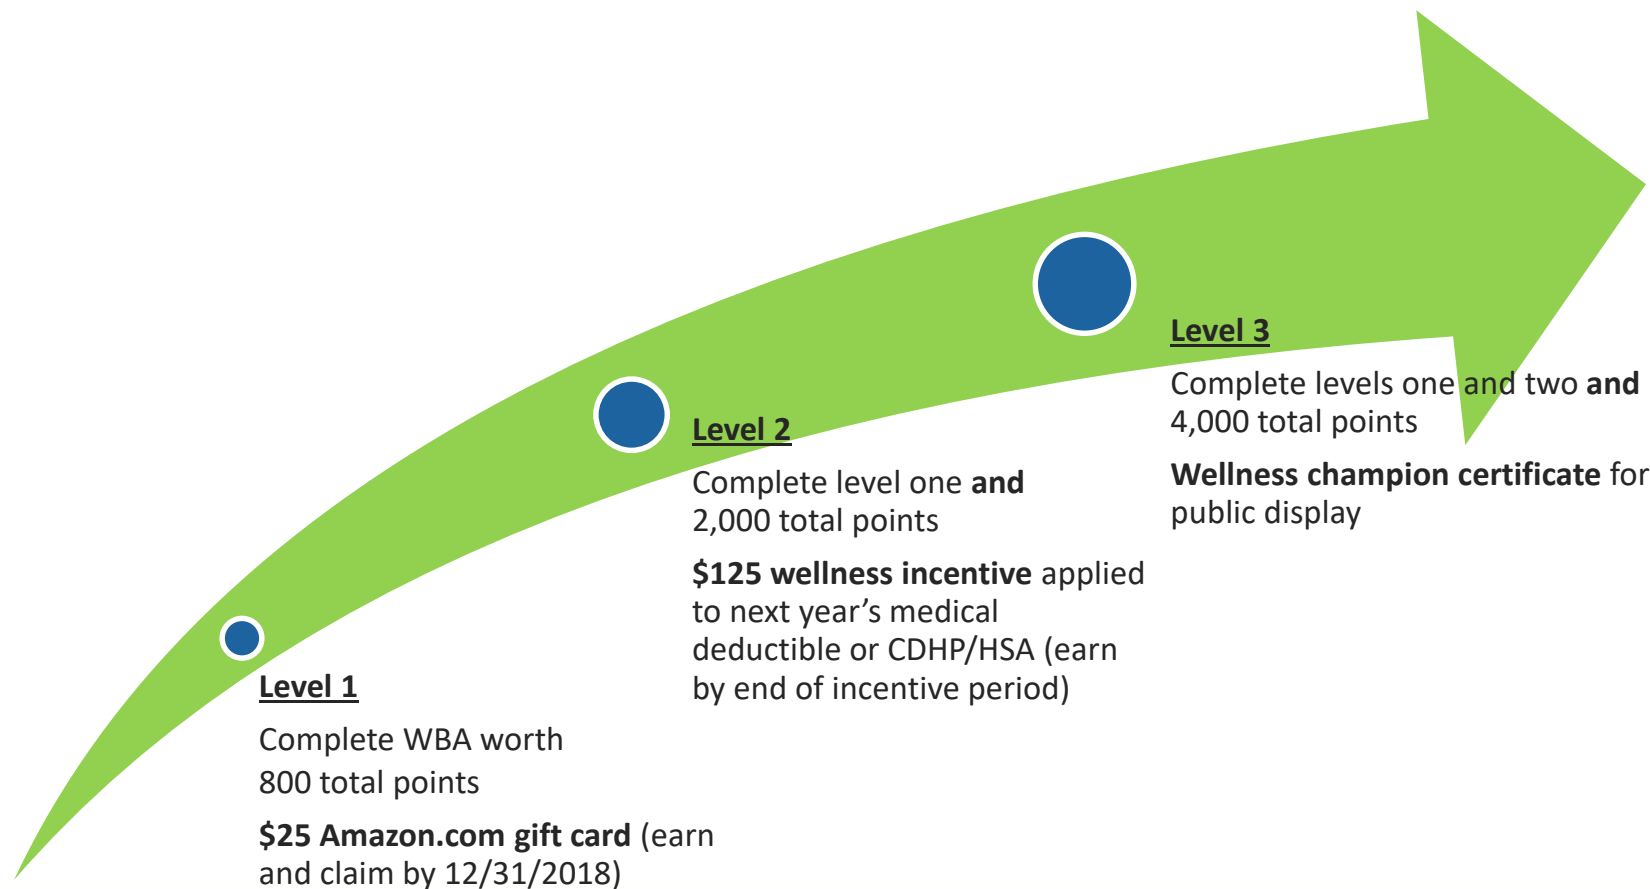 Level 1
Complete WBA worth
800 total points
$25 Amazon.com gift card (earn
and claim by 12/31/2018)
Level 2
Complete level one and
2,000 total points
$125 wellness incentive applied
to next year’s medical
deductible or CDHP/HSA (earn
by end of incentive period)
Level 3
Complete levels one and two and
4,000 total points
Wellness champion certificate for
public display